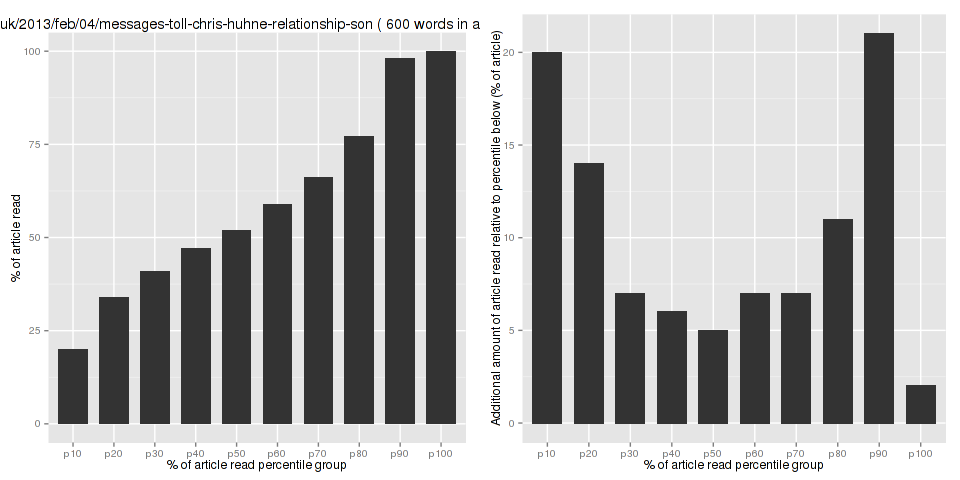 uk/2013/feb/04/messages-toll-chris-huhne-relationship-son ( 600 words in a
% of article read
100
75
50
25
0
p10 p20 p30 p40 p50 p60 p70 p80 p90 p100
% of article read percentile group
Additional amount of article read relative to percentile below (% of article)
20
15
10
5
0
p10 p20 p30 p40 p50 p60 p70 p80 p90 p100
% of article read percentile group